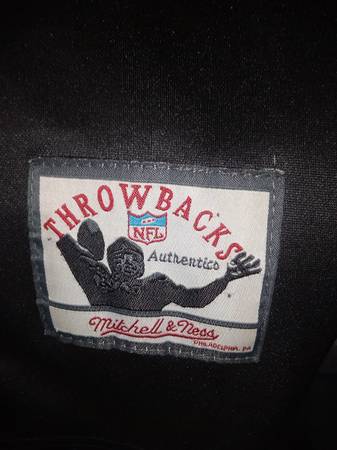 THROWBACKS
NFL
Authentics
Mitchell & Ness
PHILADELPHIA, PA